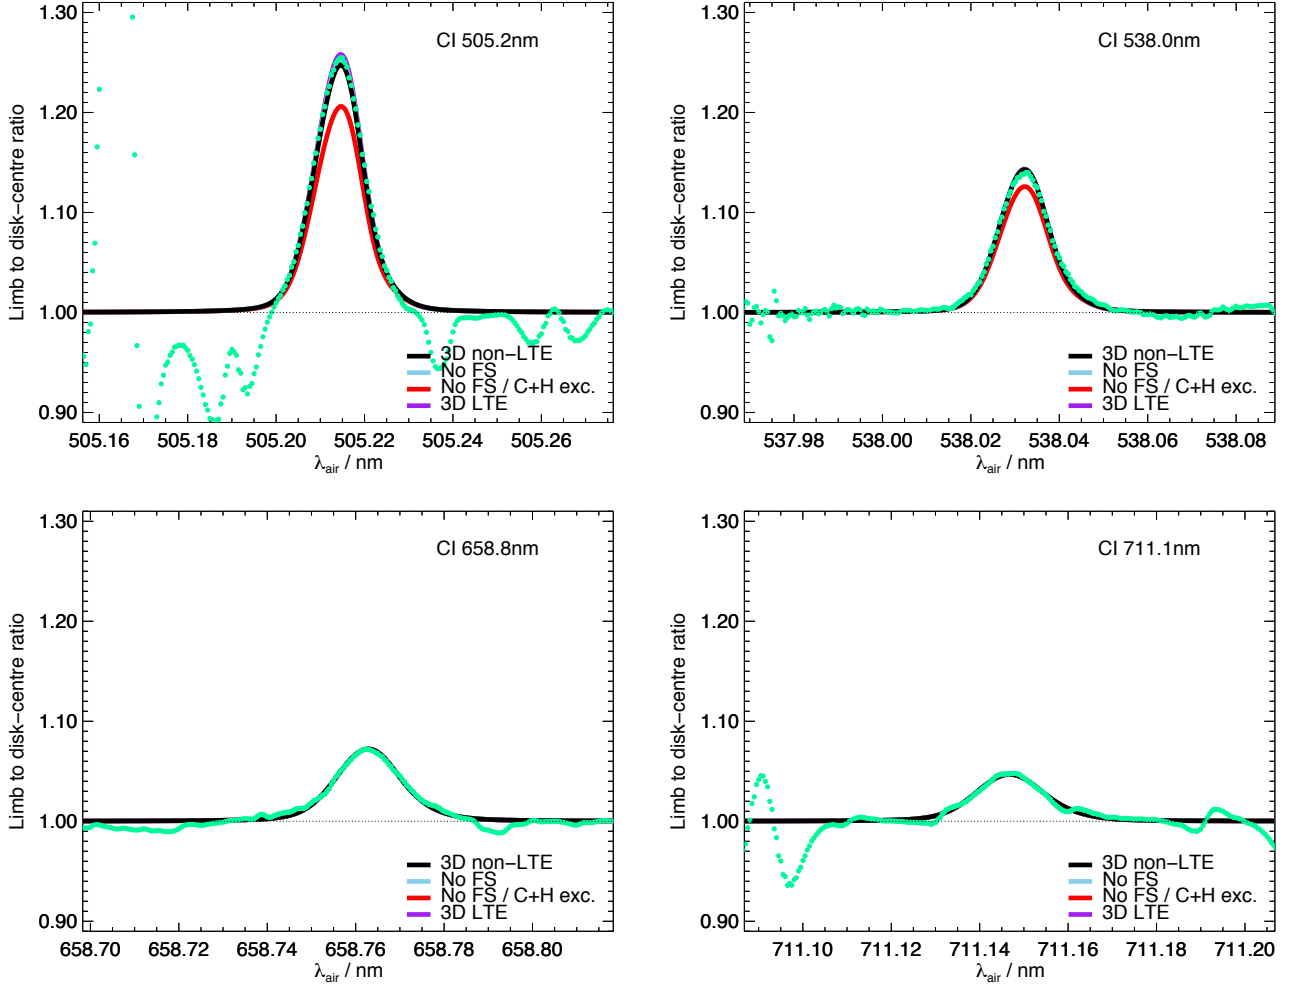 CI 505.2nm
1.30
1.20
1.10
1.00
0.90
Limb to disk−centre ratio
3D non−LTE
No FS
No FS / C+H exc.
3D LTE
505.16 505.18 505.20 505.22 505.24 505.26
λair / nm
CI 538.0nm
1.30
1.20
1.10
1.00
0.90
Limb to disk−centre ratio
3D non−LTE
No FS
No FS / C+H exc.
3D LTE
537.98 538.00 538.02 538.04 538.06 538.08
λair / nm
CI 658.8nm
1.30
1.20
1.10
1.00
0.90
Limb to disk−centre ratio
3D non−LTE
No FS
No FS / C+H exc.
3D LTE
658.70 658.72 658.74 658.76 658.78 658.80
λair / nm
CI 711.1nm
1.30
1.20
1.10
1.00
0.90
Limb to disk−centre ratio
3D non−LTE
No FS
No FS / C+H exc.
3D LTE
711.10 711.12 711.14 711.16 711.18 711.20
λair / nm